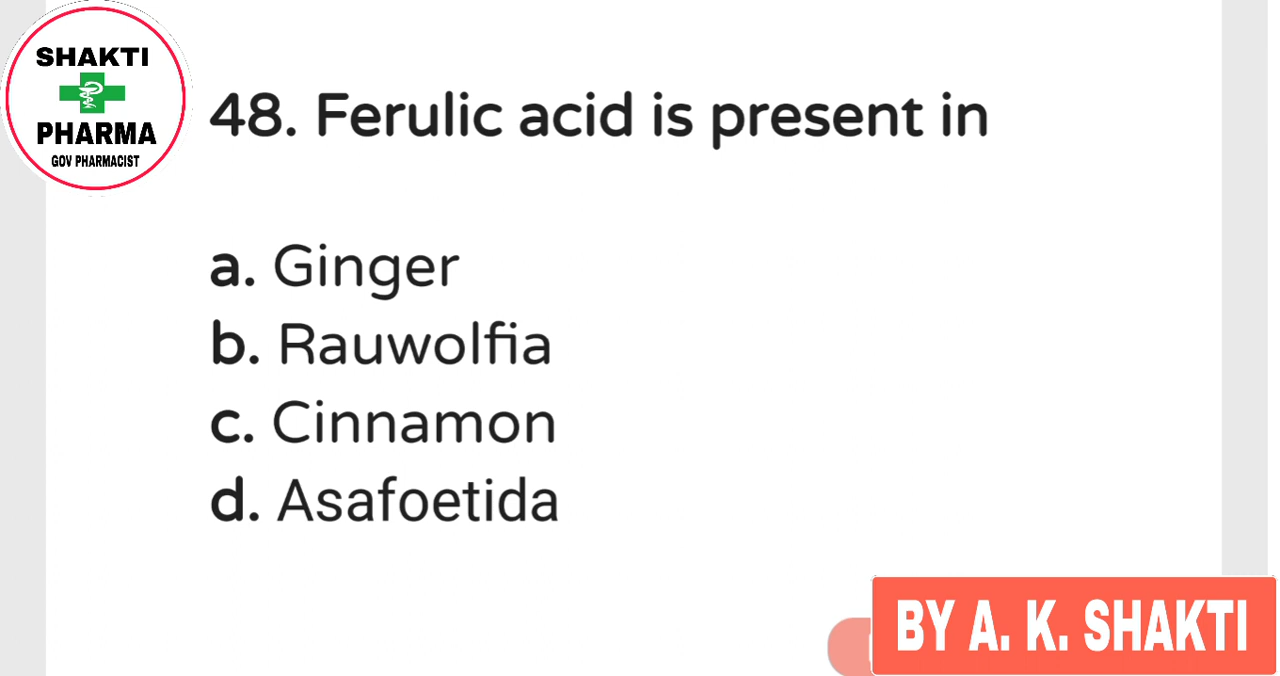 SHAKTI
PHARMA
GOV PHARMACIST
48. Ferulic acid is present in
a. Ginger
b. Rauwolfia
c. Cinnamon
d. Asafoetida
BY A. K. SHAKTI